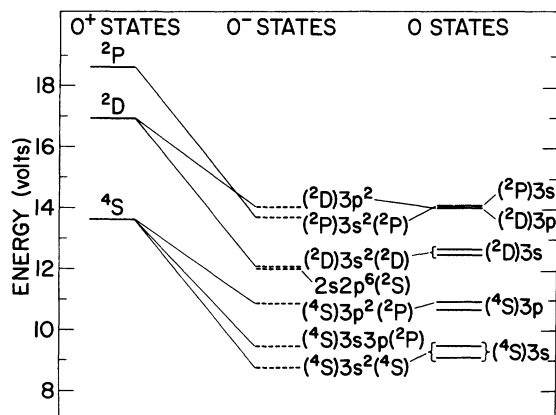 O⁺ STATES O⁻ STATES O STATES
ENERGY (volts)
18
16
14
12
10
8
²P
²D
⁴S
(²D)3p²
(²P)3s²(²P)
(²D)3s²(²D)
2s2p⁶(²S)
(⁴S)3p²(²P)
(⁴S)3s3p(²P)
(⁴S)3s²(⁴S)
(²P)3s
(²D)3p
(²D)3s
(⁴S)3p
(⁴S)3s